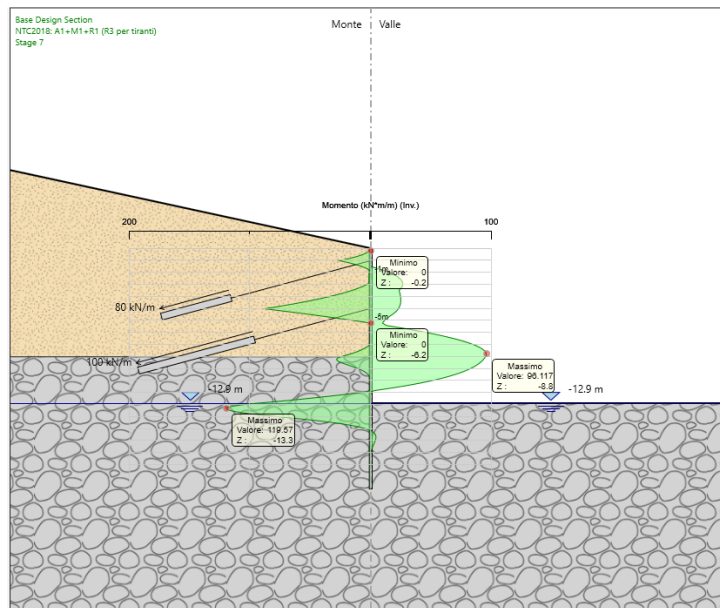 Base Design Section
NTC2018: A1+M1+R1 (R3 per tiranti)
Stage 7
Monte
Valle
Momento (kN*m/m) (Inv.)
200
100
-1m
Minimo
Valore: 0
Z : -0.2
80 kN/m
-5m
Minimo
Valore: 0
Z : -6.2
100 kN/m
Massimo
Valore: 96.117
Z : -8.8
-12.9 m
-12.9 m
Massimo
Valore: 119.57
Z : -13.3